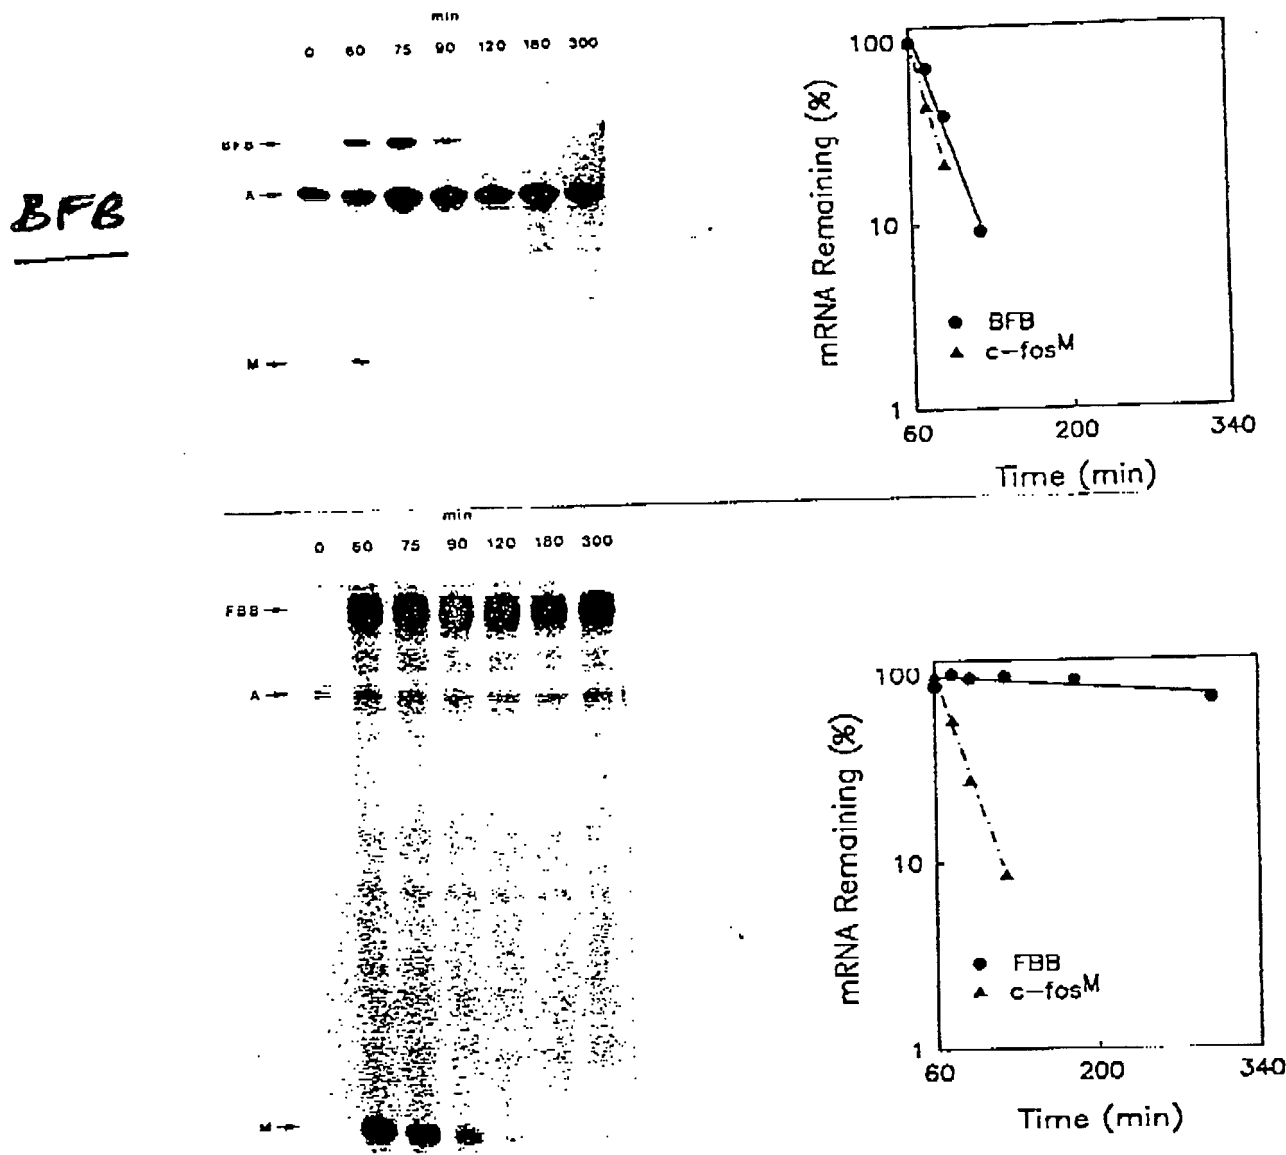 min
0 60 75 90 120 180 300
BFB
A
M
BFB
100
10
1
mRNA Remaining (%)
BFB
c-fosM
60 200 340
Time (min)
min
0 60 75 90 120 180 300
FBB
A
M
100
10
1
mRNA Remaining (%)
FBB
c-fosM
60 200 340
Time (min)